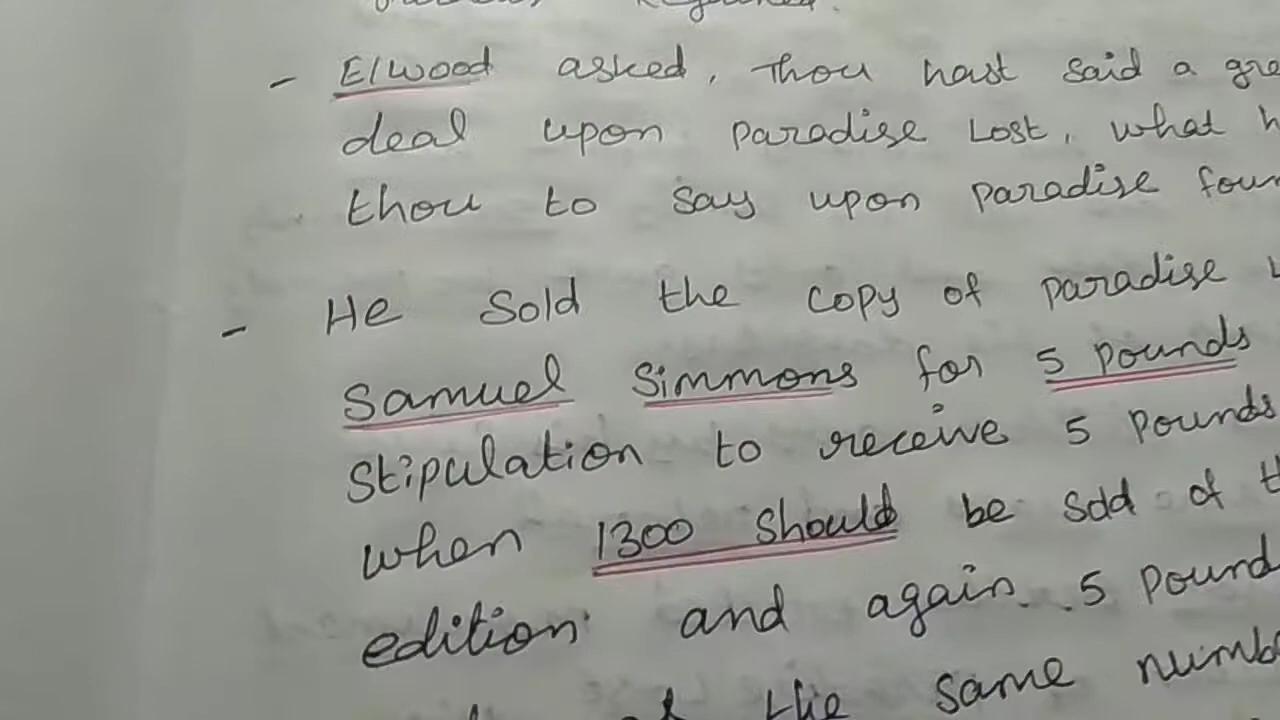 - Elwood asked, Thou hast said a gre
deal upon paradise Lost, what h
thou to say upon paradise foun
- He Sold the copy of paradise
Samuel Simmons for 5 pounds
Stipulation to receive 5 pounds
when 1300 should be sold of th
edition and again 5 pound
the same numbe